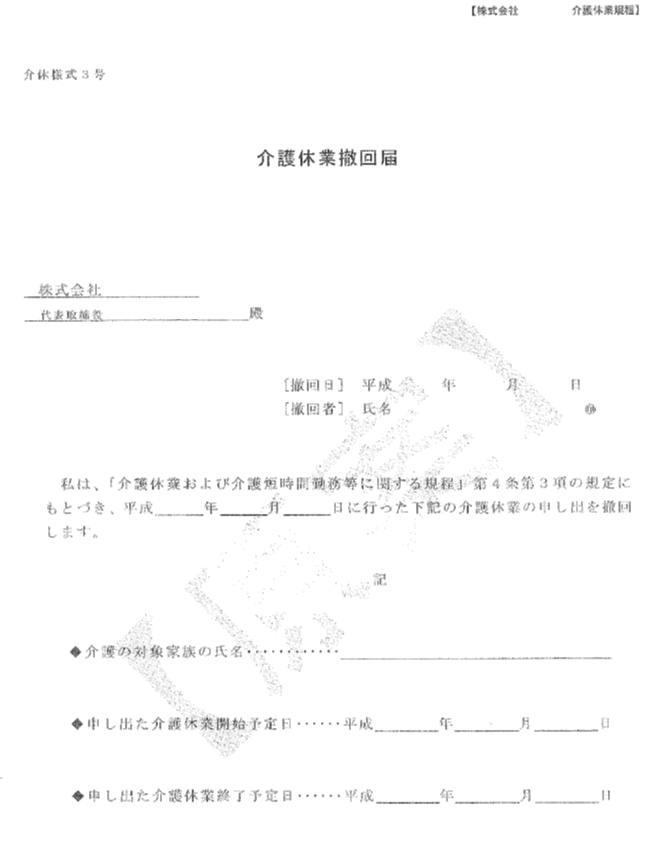 【株式会社　　　　介護休業規程】
介休様式３号
介護休業撤回届
株式会社
代表取締役　　　　　　　　　　殿
［撤回日］　平成　　　年　　　月　　　日
［撤回者］　氏名　　　　　　　　　　　　㊞
私は、「介護休業および介護短時間勤務等に関する規程」第４条第３項の規定に
もとづき、平成＿＿＿年＿＿＿月＿＿＿日に行った下記の介護休業の申し出を撤回
します。
記
◆介護の対象家族の氏名‥‥‥‥‥‥＿＿＿＿＿＿＿＿＿＿＿＿＿＿＿＿
◆申し出た介護休業開始予定日‥‥‥平成＿＿＿＿年＿＿＿＿月＿＿＿＿日
◆申し出た介護休業終了予定日‥‥‥平成＿＿＿＿年＿＿＿＿月＿＿＿＿日